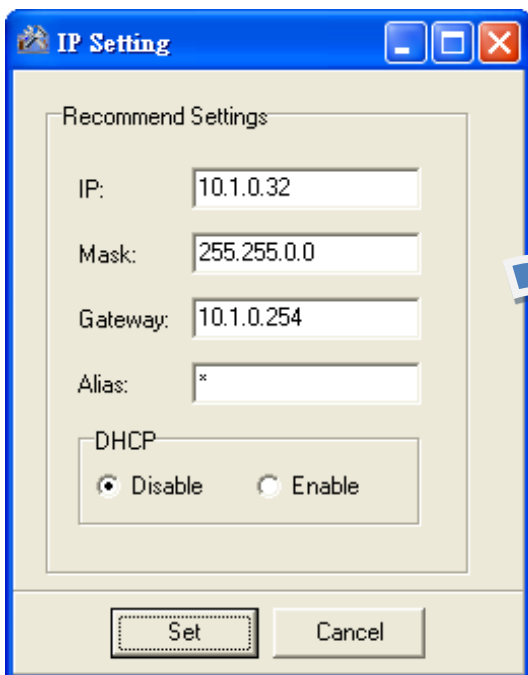 IP Setting
Recommend Settings
IP: 10.1.0.32
Mask: 255.255.0.0
Gateway: 10.1.0.254
Alias: *
DHCP
Disable Enable
Set Cancel